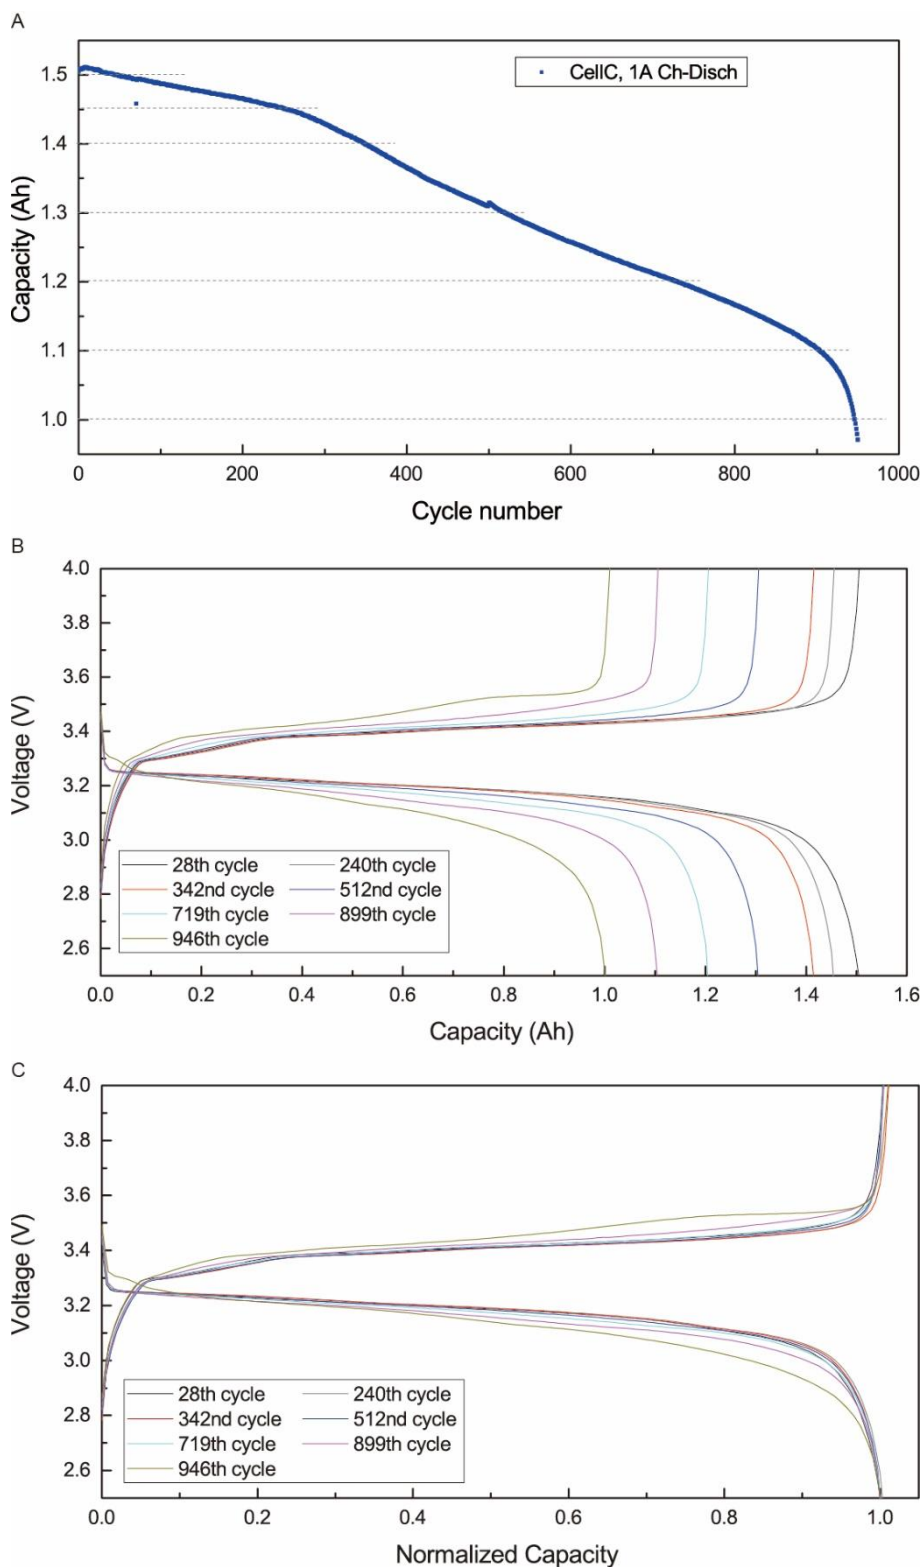 A
CellC, 1A Ch-Disch
Capacity (Ah)
1.5
1.4
1.3
1.2
1.1
1.0
0 200 400 600 800 1000
Cycle number
B
Voltage (V)
4.0
3.8
3.6
3.4
3.2
3.0
2.8
2.6
28th cycle 240th cycle
342nd cycle 512nd cycle
719th cycle 899th cycle
946th cycle
0.0 0.2 0.4 0.6 0.8 1.0 1.2 1.4 1.6
Capacity (Ah)
C
Voltage (V)
4.0
3.8
3.6
3.4
3.2
3.0
2.8
2.6
28th cycle 240th cycle
342nd cycle 512nd cycle
719th cycle 899th cycle
946th cycle
0.0 0.2 0.4 0.6 0.8 1.0
Normalized Capacity